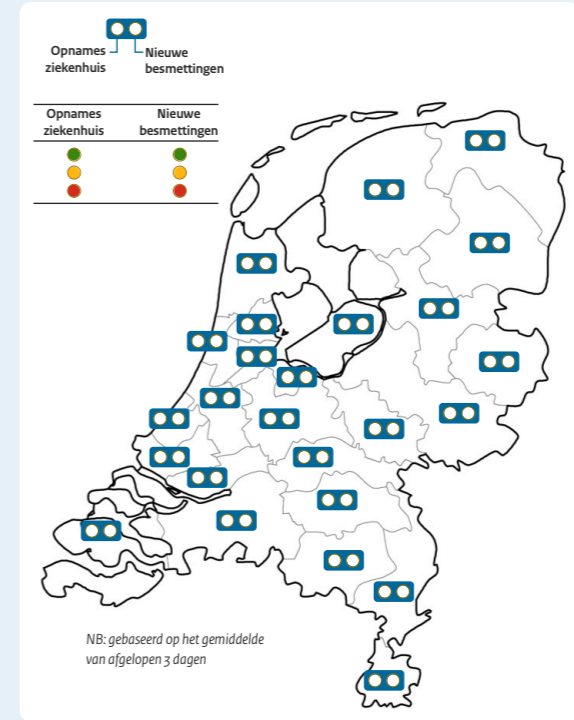 Opnames
ziekenhuis
Nieuwe
besmettingen
Opnames
ziekenhuis
Nieuwe
besmettingen
NB: gebaseerd op het gemiddelde
van afgelopen 3 dagen